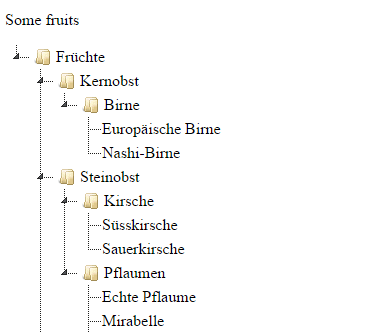 Some fruits
Früchte
Kernobst
Birne
Europäische Birne
Nashi-Birne
Steinobst
Kirsche
Süsskirsche
Sauerkirsche
Pflaumen
Echte Pflaume
Mirabelle